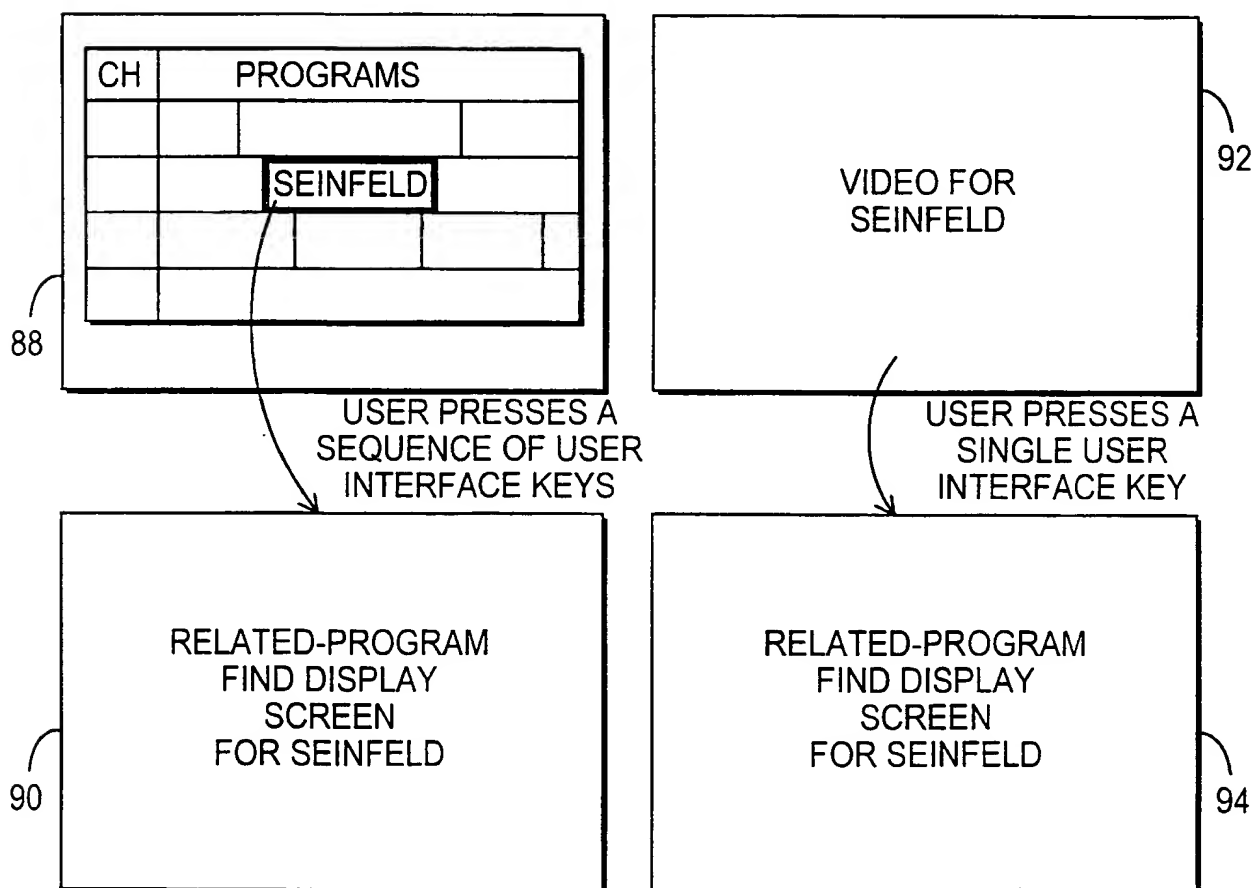 CH PROGRAMS
SEINFELD
88
VIDEO FOR
SEINFELD
92
USER PRESSES A
SEQUENCE OF USER
INTERFACE KEYS
USER PRESSES A
SINGLE USER
INTERFACE KEY
RELATED-PROGRAM
FIND DISPLAY
SCREEN
FOR SEINFELD
90
RELATED-PROGRAM
FIND DISPLAY
SCREEN
FOR SEINFELD
94